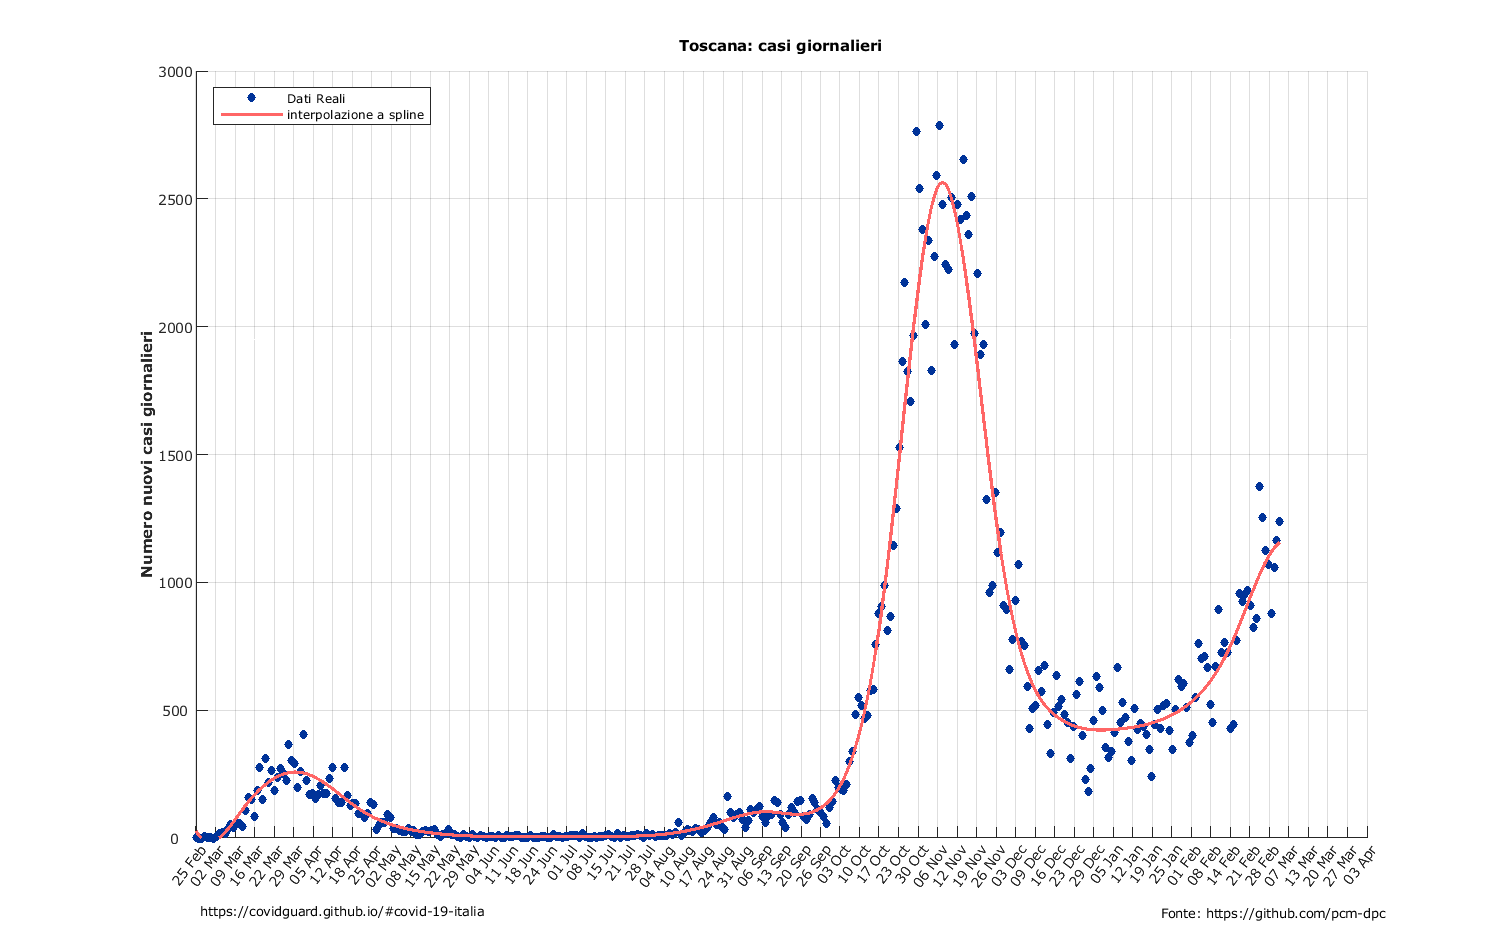 Toscana: casi giornalieri
3000
Dati Reali
interpolazione a spline
2500
2000
1500
1000
500
0
Numero nuovi casi giornalieri
25 Feb
02 Mar
09 Mar
16 Mar
22 Mar
29 Mar
05 Apr
12 Apr
18 Apr
25 Apr
02 May
08 May
15 May
22 May
29 May
04 Jun
11 Jun
18 Jun
24 Jun
01 Jul
08 Jul
15 Jul
21 Jul
28 Jul
04 Aug
10 Aug
17 Aug
24 Aug
31 Aug
06 Sep
13 Sep
20 Sep
26 Sep
03 Oct
10 Oct
17 Oct
23 Oct
30 Oct
06 Nov
12 Nov
19 Nov
26 Nov
03 Dec
09 Dec
16 Dec
23 Dec
29 Dec
05 Jan
12 Jan
19 Jan
25 Jan
01 Feb
08 Feb
14 Feb
21 Feb
28 Feb
07 Mar
13 Mar
20 Mar
27 Mar
03 Apr
https://covidguard.github.io/#covid-19-italia
Fonte: https://github.com/pcm-dpc